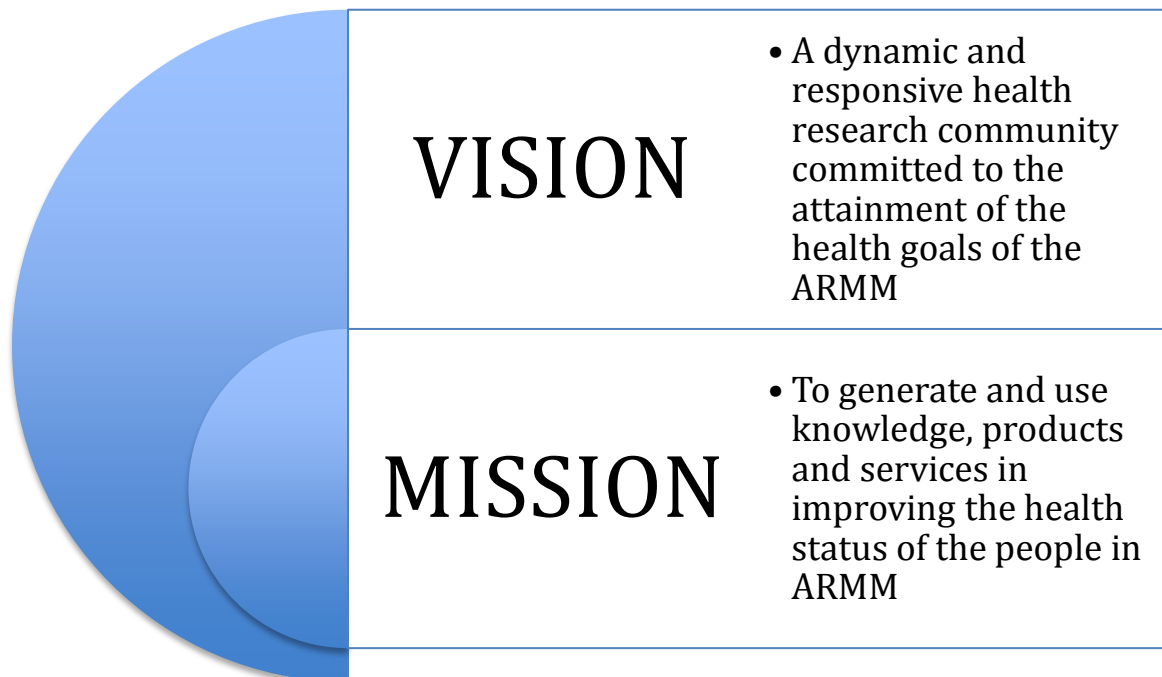 VISION
• A dynamic and
responsive health
research community
committed to the
attainment of the
health goals of the
ARMM
MISSION
• To generate and use
knowledge, products
and services in
improving the health
status of the people in
ARMM